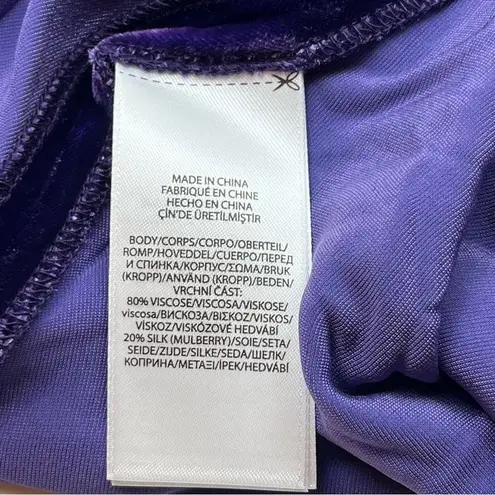 MADE IN CHINA
FABRIQUÉ EN CHINE
HECHO EN CHINA
ÇİN'DE ÜRETİLMİŞTİR
BODY/CORPS/CORPO/OBERTEIL/
ROMP/HOVEDDEL/CUERPO/ПЕРЕД
И СПИНКА/КОРПУС/ΣΩΜΑ/BRUK
(KROPP)/ANVÄND (KROPP)/BEDEN/
VRCHNÍ ČÁST:
80% VISCOSE/VISCOSA/VISKOSE/
viscosa/ВИСКОЗА/ΒΙΣΚΟΖ/VISKOS/
VİSKOZ/VISKÓZOVÉ HEDVÁBÍ
20% SILK (MULBERRY)/SOIE/SETA/
SEIDE/ZIJDE/SILKE/SEDA/ШЕЛК/
КОПРИНА/ΜΕΤΑΞΙ/İPEK/HEDVÁBÍ